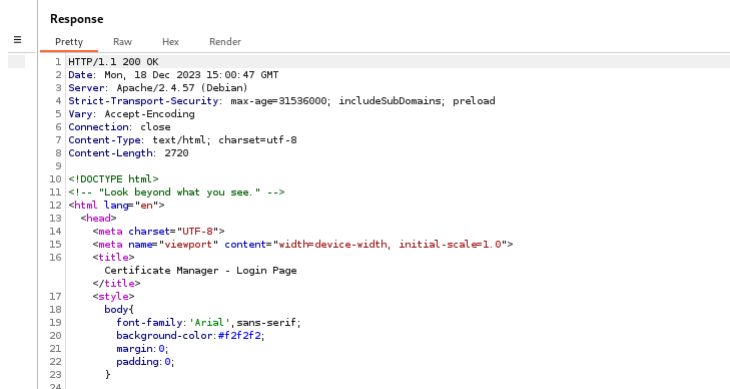 Response
Pretty Raw Hex Render
1 HTTP/1.1 200 OK
2 Date: Mon, 18 Dec 2023 15:00:47 GMT
3 Server: Apache/2.4.57 (Debian)
4 Strict-Transport-Security: max-age=31536000; includeSubDomains; preload
5 Vary: Accept-Encoding
6 Connection: close
7 Content-Type: text/html; charset=utf-8
8 Content-Length: 2720
9
10 <!DOCTYPE html>
11 <!-- "Look beyond what you see." -->
12 <html lang="en">
13 <head>
14 <meta charset="UTF-8">
15 <meta name="viewport" content="width=device-width, initial-scale=1.0">
16 <title>
Certificate Manager - Login Page
</title>
17 <style>
18 body{
19 font-family:'Arial',sans-serif;
20 background-color:#f2f2f2;
21 margin:0;
22 padding:0;
23 }
24